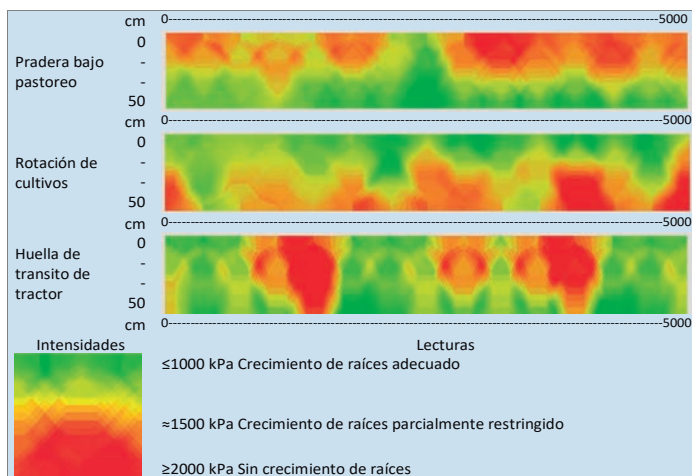 cm 0-----------------------------------------------------5000
0
Pradera bajo
pastoreo
-
-
50
cm 0-----------------------------------------------------5000
0
Rotación de
cultivos
-
-
50
cm 0-----------------------------------------------------5000
0
Huella de
transito de
tractor
-
-
50
cm 0-----------------------------------------------------5000
Intensidades Lecturas
≤1000 kPa Crecimiento de raíces adecuado
≈1500 kPa Crecimiento de raíces parcialmente restringido
≥2000 kPa Sin crecimiento de raíces